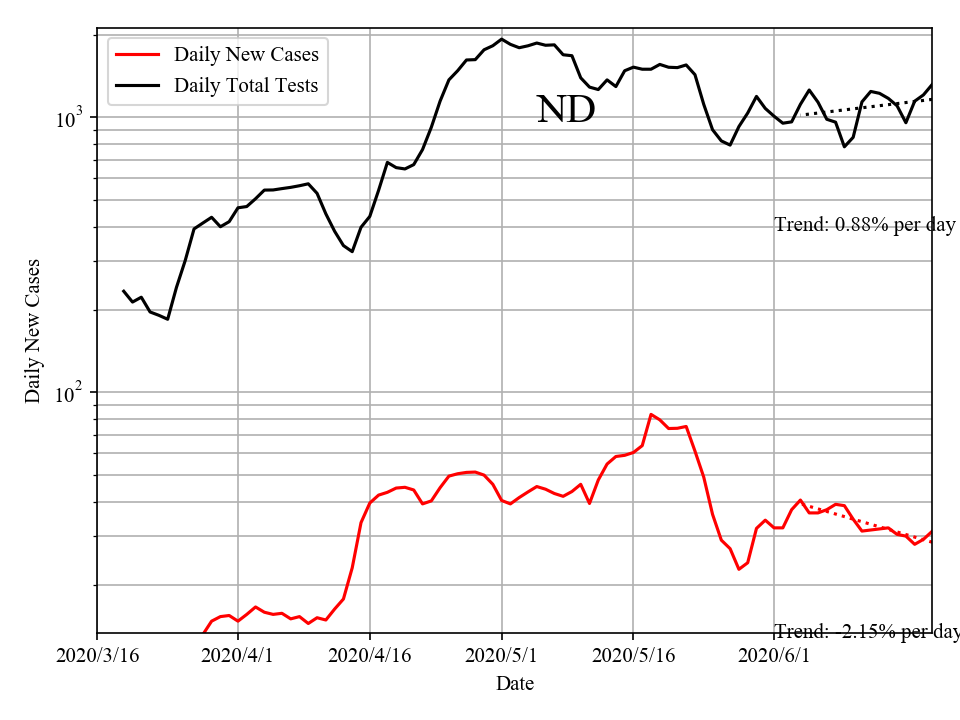 Daily New Cases
Daily Total Tests
ND
10³
Trend: 0.88% per day
Daily New Cases
10²
Trend: -2.15% per day
2020/3/16 2020/4/1 2020/4/16 2020/5/1 2020/5/16 2020/6/1
Date